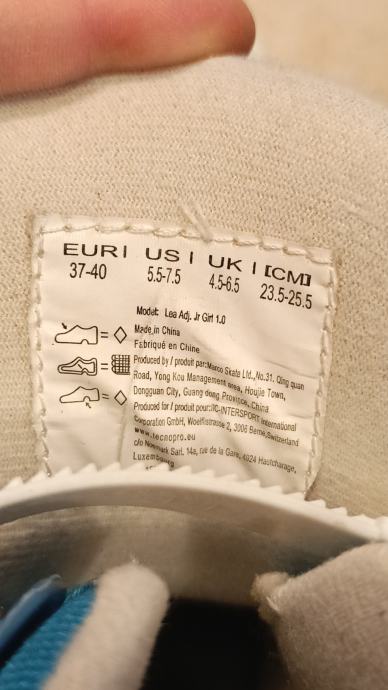 EUR| US | UK | [CM]
37-40 5.5-7.5 4.5-6.5 23.5-25.5
Model: Lea Adj. Jr Girl 1.0
Made in China
Fabriqué en Chine
Produced by / produit par:Marco Skate Ltd.,No.31. Qing quan
Road, Yong Kou Management area, Houjie Town,
Dongguan City, Guang dong Province, China
Produced for / produit pour:IIC-INTERSPORT International
Corporation GmbH, Woelflistrasse 2, 3006 Berne,Switzerland
www.tecnopro.eu
c/o Noemark Sarl, 14a, rue de la Gare, 4024 Hautcharage,
Luxembourg